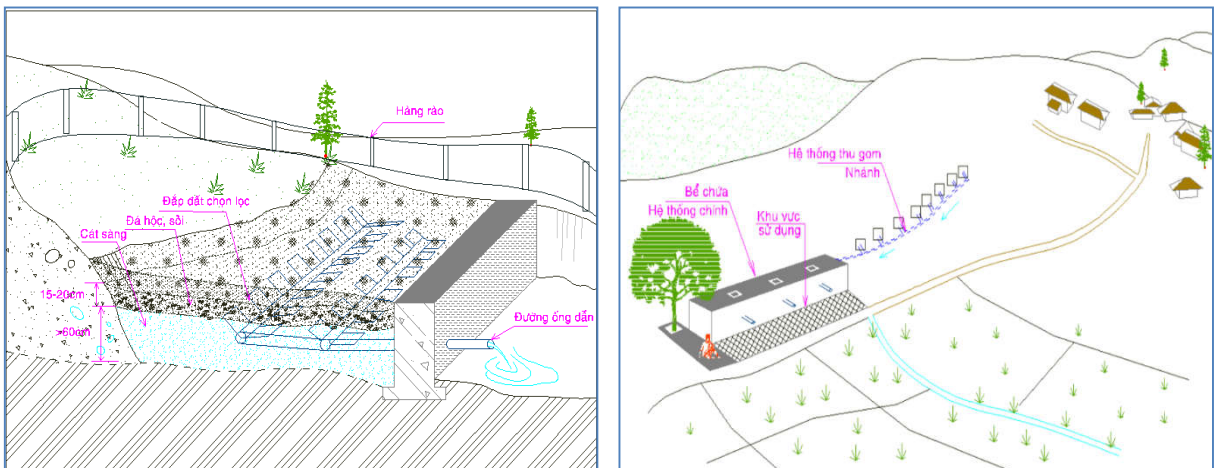 Hàng rào
Đắp dất chọn lọc
Đá hộc, sỏi
Cát sàng
15-20cm
>60cm
Đường ống dẫn
Hệ thống thu gom
Nhánh
Bể chứa
Hệ thống chính
Khu vực
sử dụng